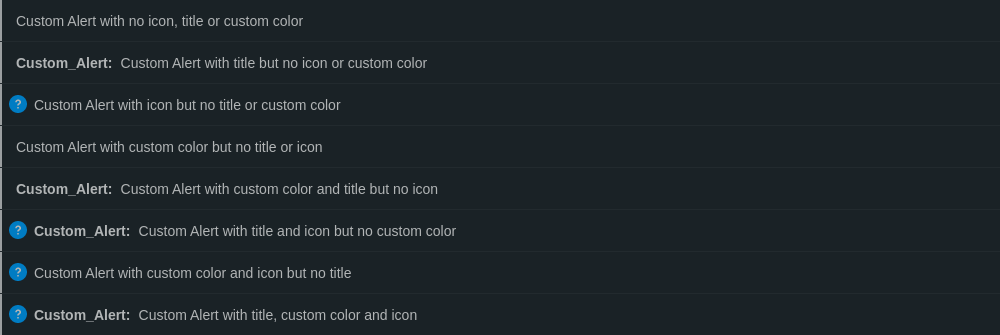 Custom Alert with no icon, title or custom color
Custom_Alert: Custom Alert with title but no icon or custom color
? Custom Alert with icon but no title or custom color
Custom Alert with custom color but no title or icon
Custom_Alert: Custom Alert with custom color and title but no icon
? Custom_Alert: Custom Alert with title and icon but no custom color
? Custom Alert with custom color and icon but no title
? Custom_Alert: Custom Alert with title, custom color and icon